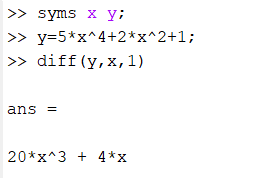 >> syms x y;
>> y=5*x^4+2*x^2+1;
>> diff(y,x,1)
ans =
20*x^3 + 4*x